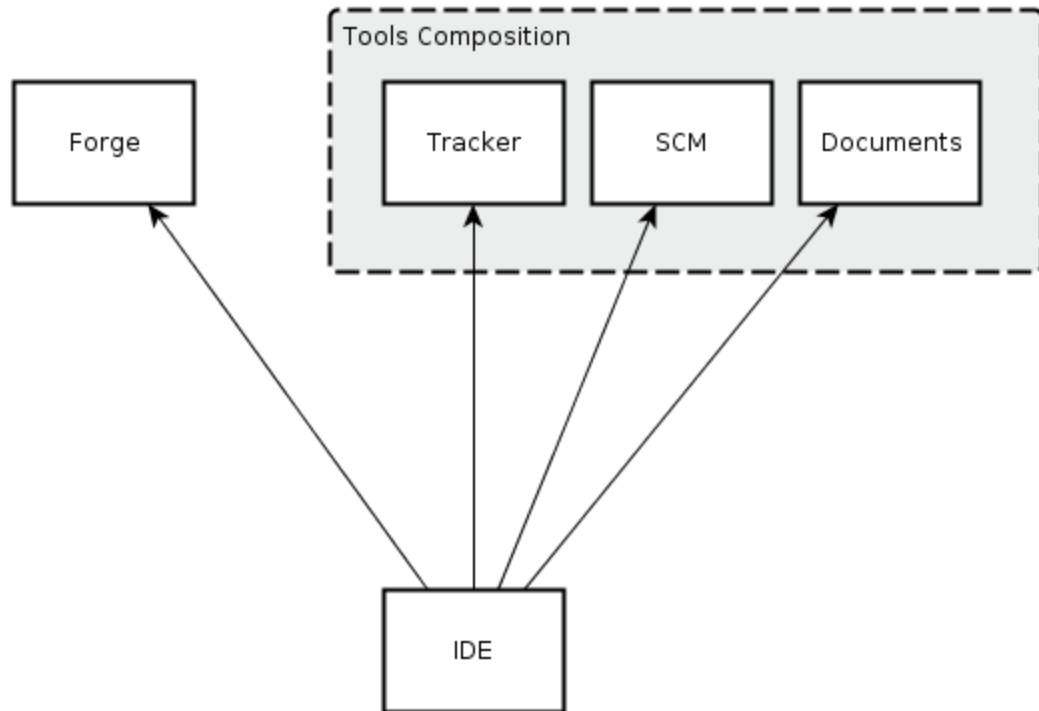 Tools Composition
Forge
Tracker
SCM
Documents
IDE